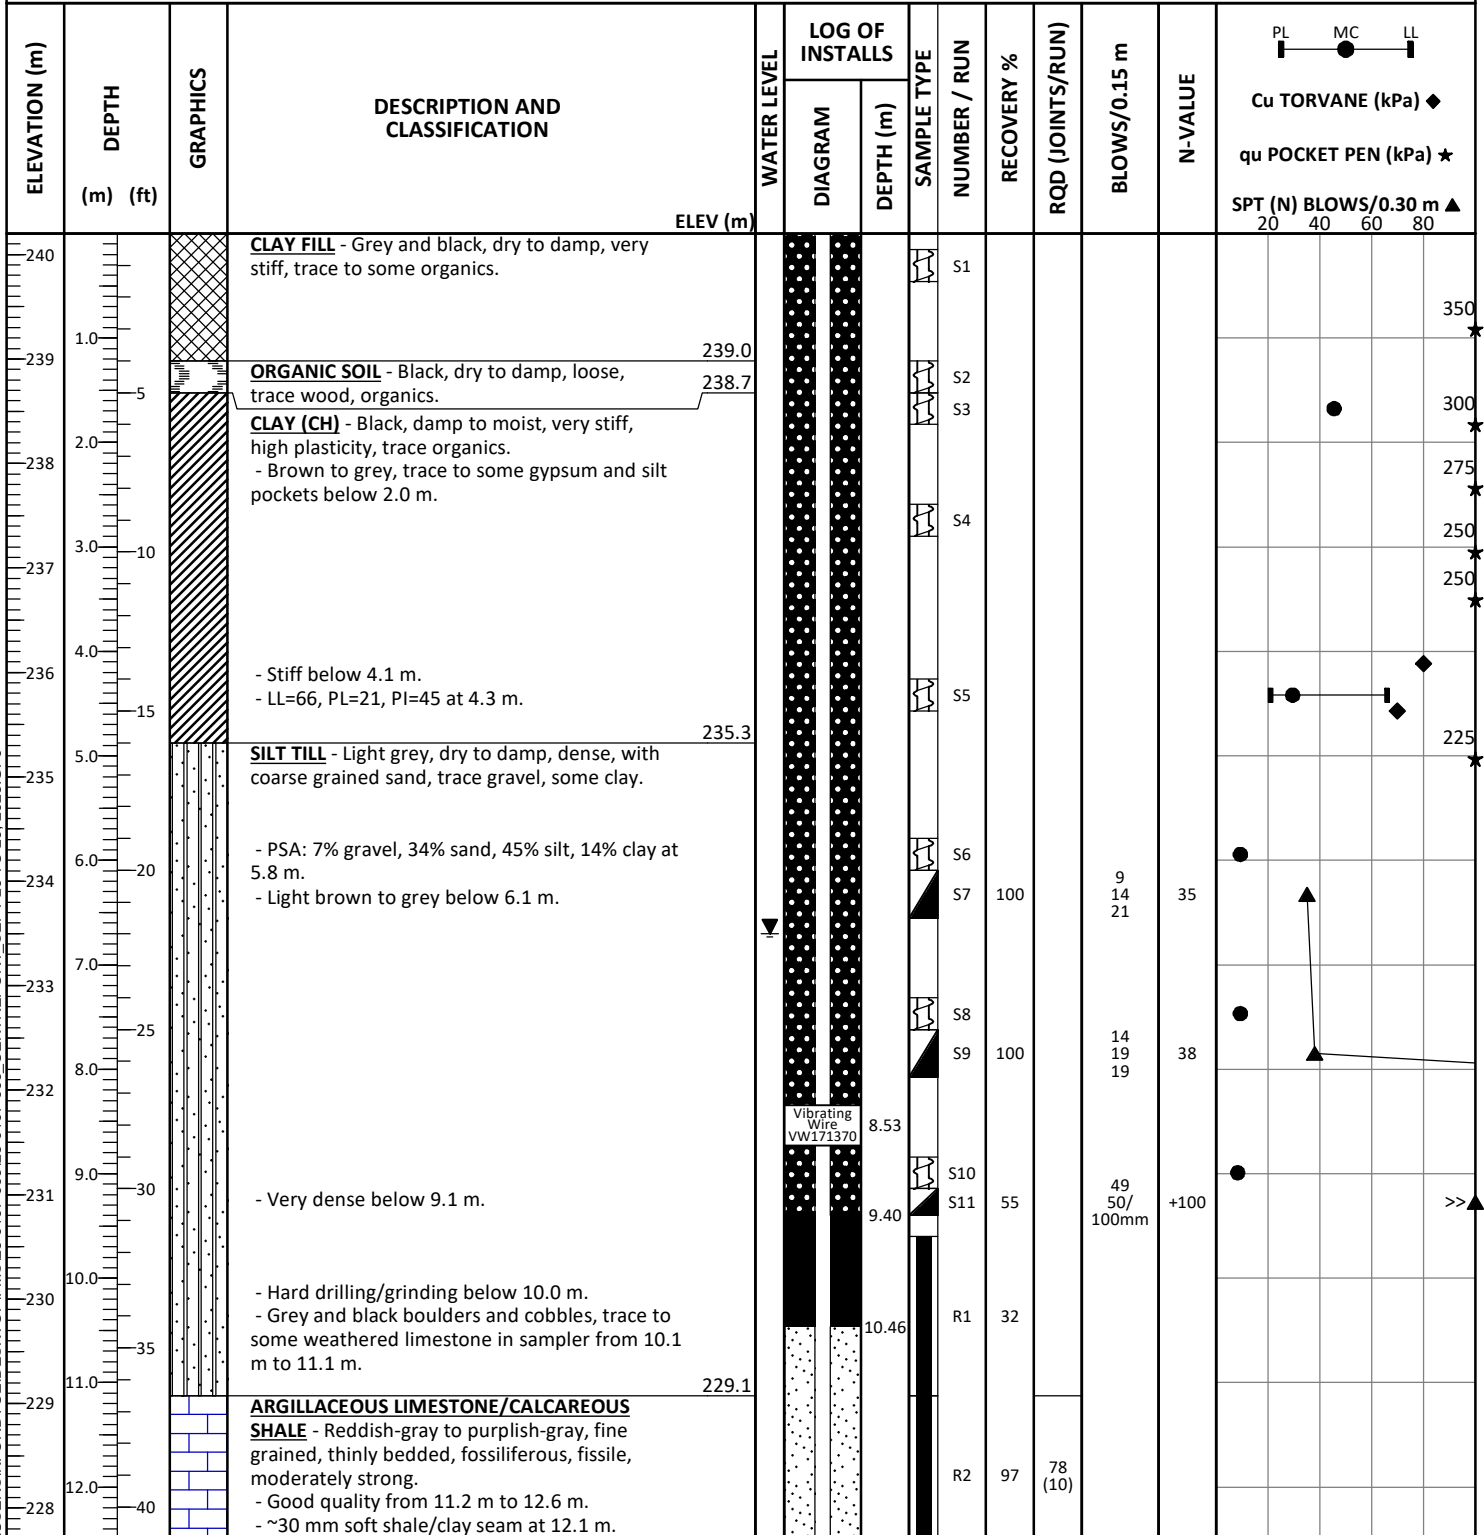 ELEVATION (m)
DEPTH
(m) (ft)
GRAPHICS
DESCRIPTION AND
CLASSIFICATION
ELEV (m)
WATER LEVEL
LOG OF
INSTALLS
DIAGRAM
DEPTH (m)
SAMPLE TYPE
NUMBER / RUN
RECOVERY %
RQD (JOINTS/RUN)
BLOWS/0.15 m
N-VALUE
PL MC LL
Cu TORVANE (kPa)
qu POCKET PEN (kPa)
SPT (N) BLOWS/0.30 m
20 40 60 80
240
239
238
237
236
235
234
233
232
231
230
229
228
1.0
2.0
3.0
4.0
5.0
6.0
7.0
8.0
9.0
10.0
11.0
12.0
5
10
15
20
25
30
35
40
CLAY FILL - Grey and black, dry to damp, very
stiff, trace to some organics.
239.0
ORGANIC SOIL - Black, dry to damp, loose,
trace wood, organics.
238.7
CLAY (CH) - Black, damp to moist, very stiff,
high plasticity, trace organics.
- Brown to grey, trace to some gypsum and silt
pockets below 2.0 m.
- Stiff below 4.1 m.
- LL=66, PL=21, PI=45 at 4.3 m.
235.3
SILT TILL - Light grey, dry to damp, dense, with
coarse grained sand, trace gravel, some clay.
- PSA: 7% gravel, 34% sand, 45% silt, 14% clay at
5.8 m.
- Light brown to grey below 6.1 m.
- Very dense below 9.1 m.
- Hard drilling/grinding below 10.0 m.
- Grey and black boulders and cobbles, trace to
some weathered limestone in sampler from 10.1
m to 11.1 m.
229.1
ARGILLACEOUS LIMESTONE/CALCAREOUS
SHALE - Reddish-gray to purplish-gray, fine
grained, thinly bedded, fossiliferous, fissile,
moderately strong.
- Good quality from 11.2 m to 12.6 m.
- ~30 mm soft shale/clay seam at 12.1 m.
Vibrating
Wire
VW171370
8.53
9.40
10.46
S1
S2
S3
S4
S5
S6
S7
S8
S9
S10
S11
R1
R2
100
100
55
32
97
78
(10)
9
14
21
14
19
19
49
50/
100mm
35
38
+100
350
300
275
250
250
225
>>